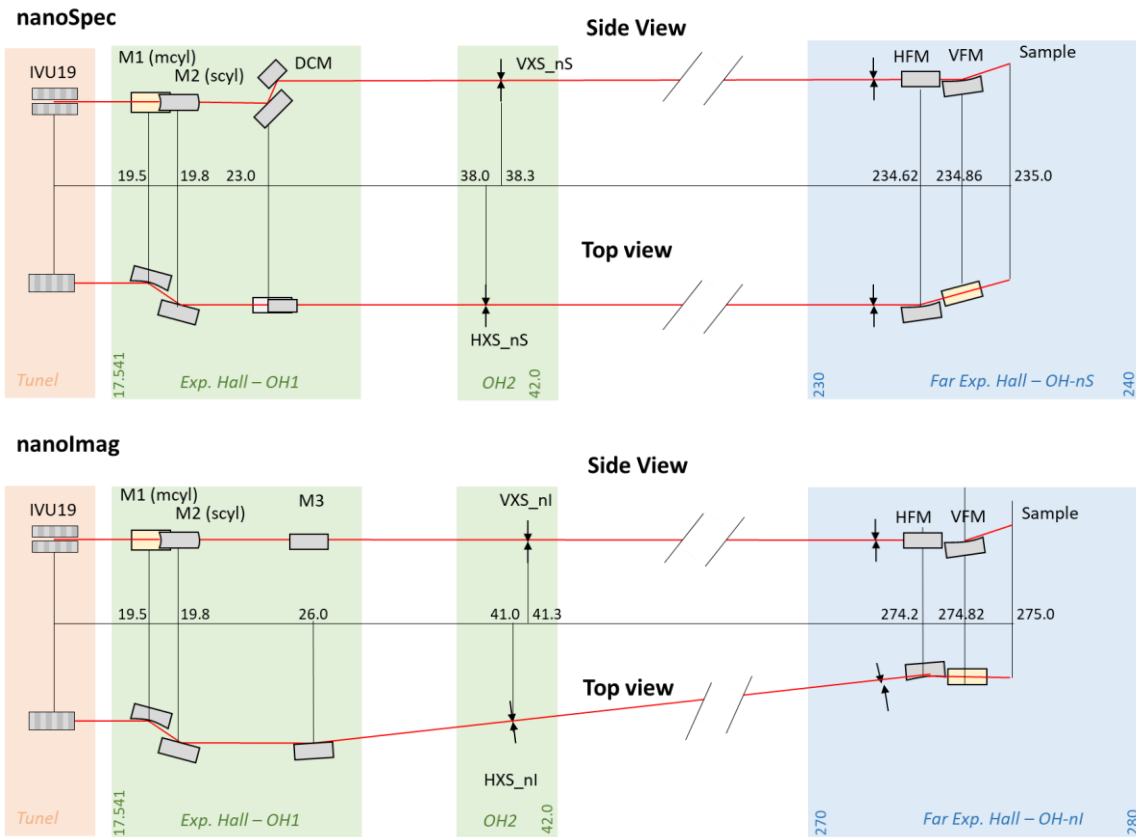 nanoSpec
Side View
IVU19
M1 (mcyl)
M2 (scyl)
DCM
VXS_nS
HFM
VFM
Sample
19.5
19.8
23.0
38.0
38.3
234.62
234.86
235.0
Top view
HXS_nS
Tunel
17.541
Exp. Hall – OH1
OH2
42.0
230
Far Exp. Hall – OH-nS
240
nanoImag
Side View
IVU19
M1 (mcyl)
M2 (scyl)
M3
VXS_nI
HFM
VFM
Sample
19.5
19.8
26.0
41.0
41.3
274.2
274.82
275.0
Top view
HXS_nI
Tunel
17.541
Exp. Hall – OH1
OH2
42.0
270
Far Exp. Hall – OH-nI
280